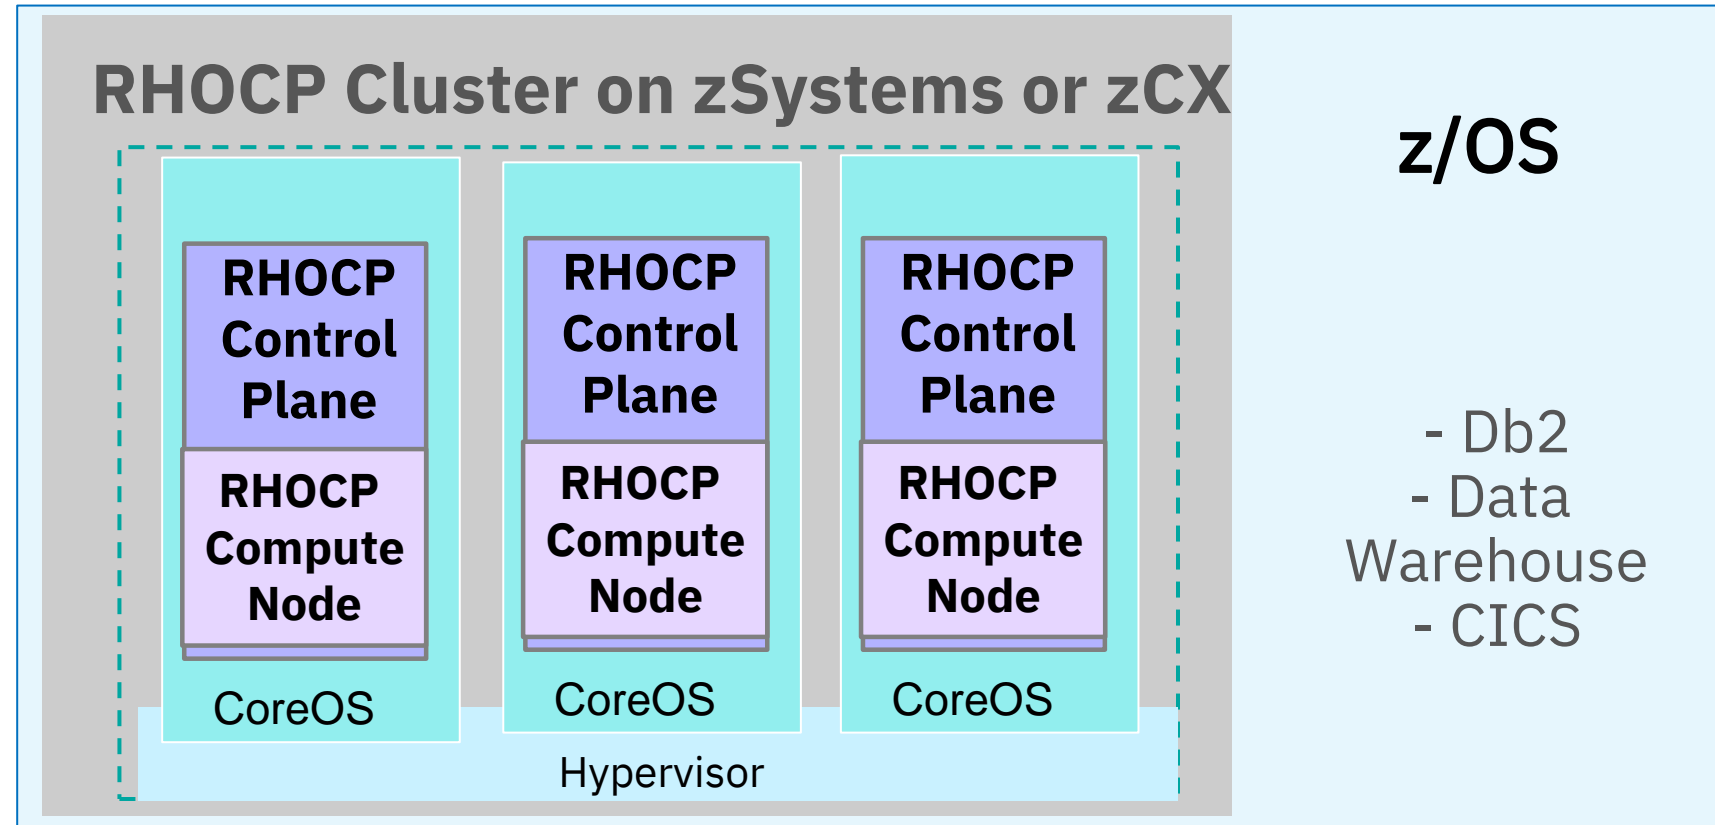 RHOCP Cluster on zSystems or zCX
RHOCP
Control
Plane
RHOCP
Compute
Node
CoreOS
RHOCP
Control
Plane
RHOCP
Compute
Node
CoreOS
RHOCP
Control
Plane
RHOCP
Compute
Node
CoreOS
Hypervisor
z/OS
- Db2
- Data
Warehouse
- CICS